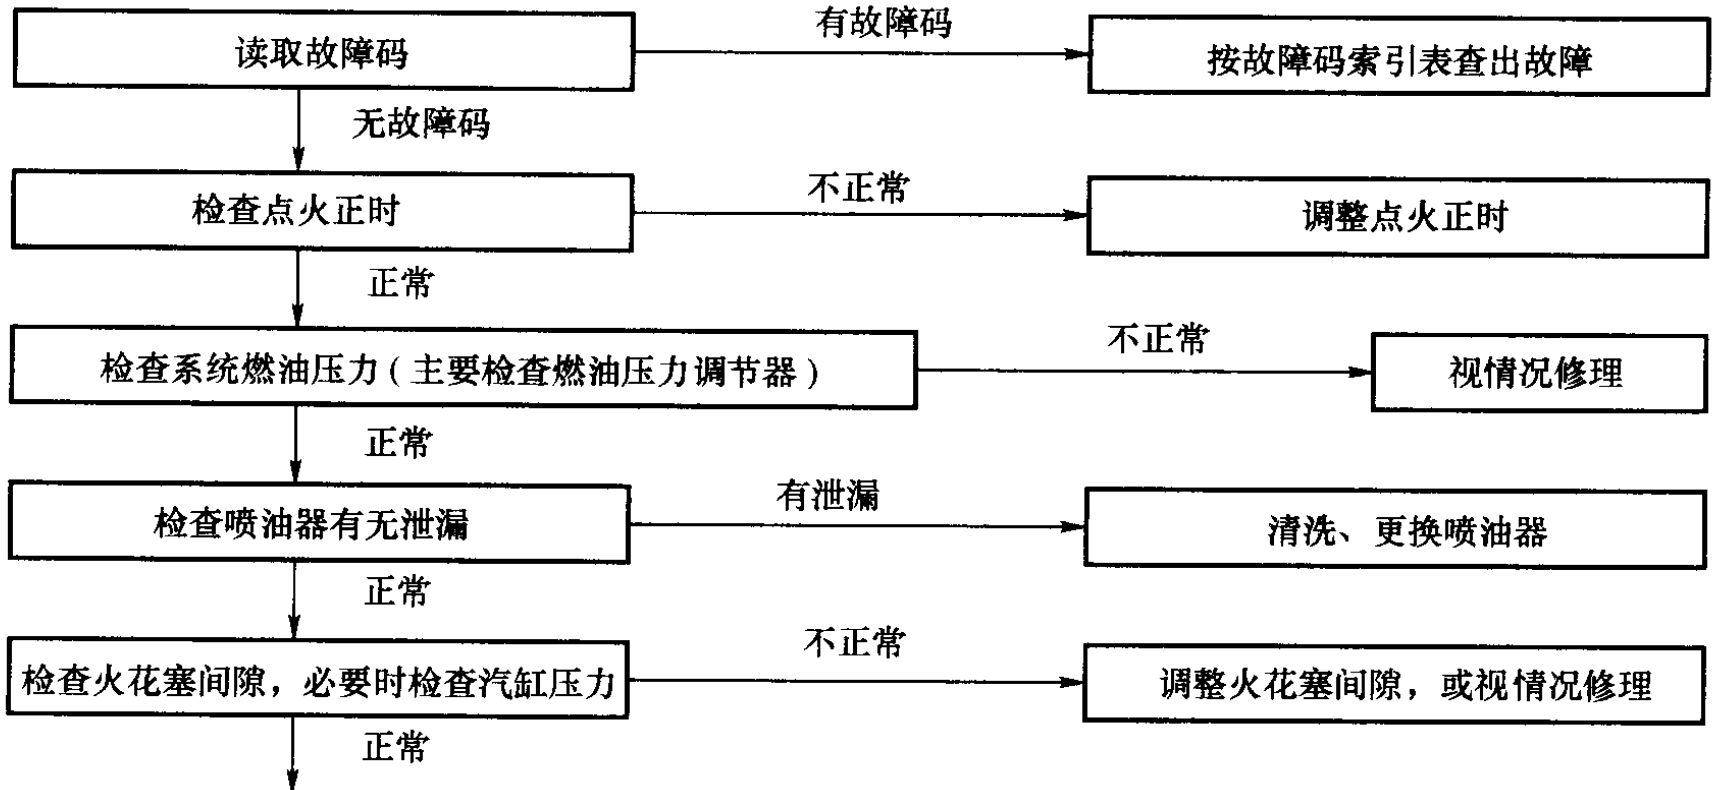 读取故障码
有故障码
按故障码索引表查出故障
无故障码
检查点火正时
不正常
调整点火正时
正常
检查系统燃油压力(主要检查燃油压力调节器)
不正常
视情况修理
正常
检查喷油器有无泄漏
有泄漏
清洗、更换喷油器
正常
检查火花塞间隙,必要时检查汽缸压力
不正常
调整火花塞间隙,或视情况修理
正常